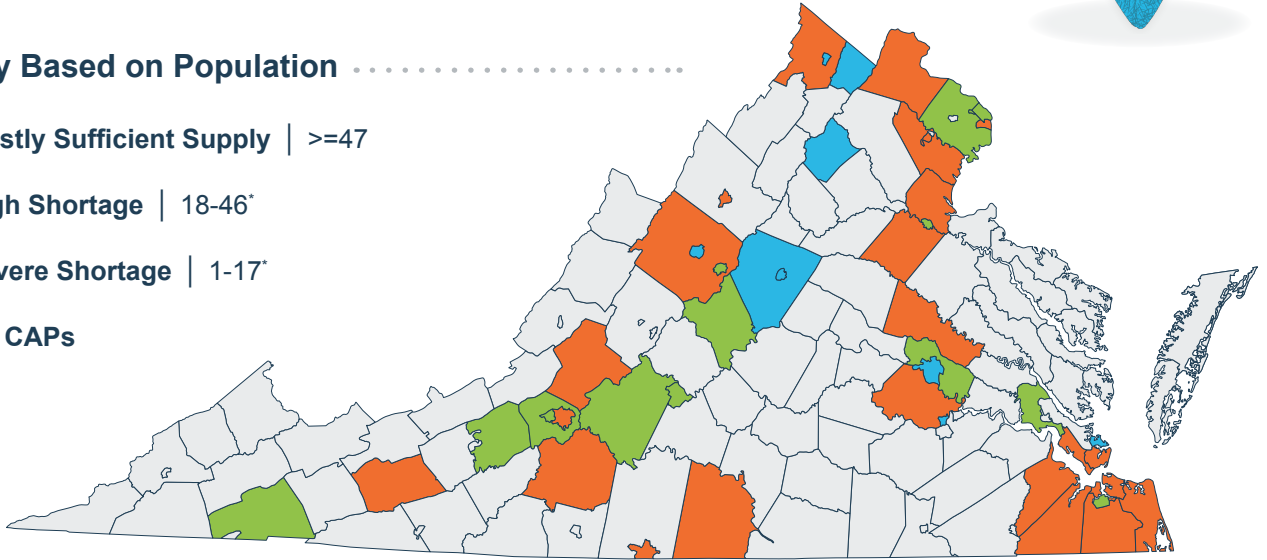 y Based on Population
stly Sufficient Supply | >=47
gh Shortage | 18-46*
vere Shortage | 1-17*
CAPs